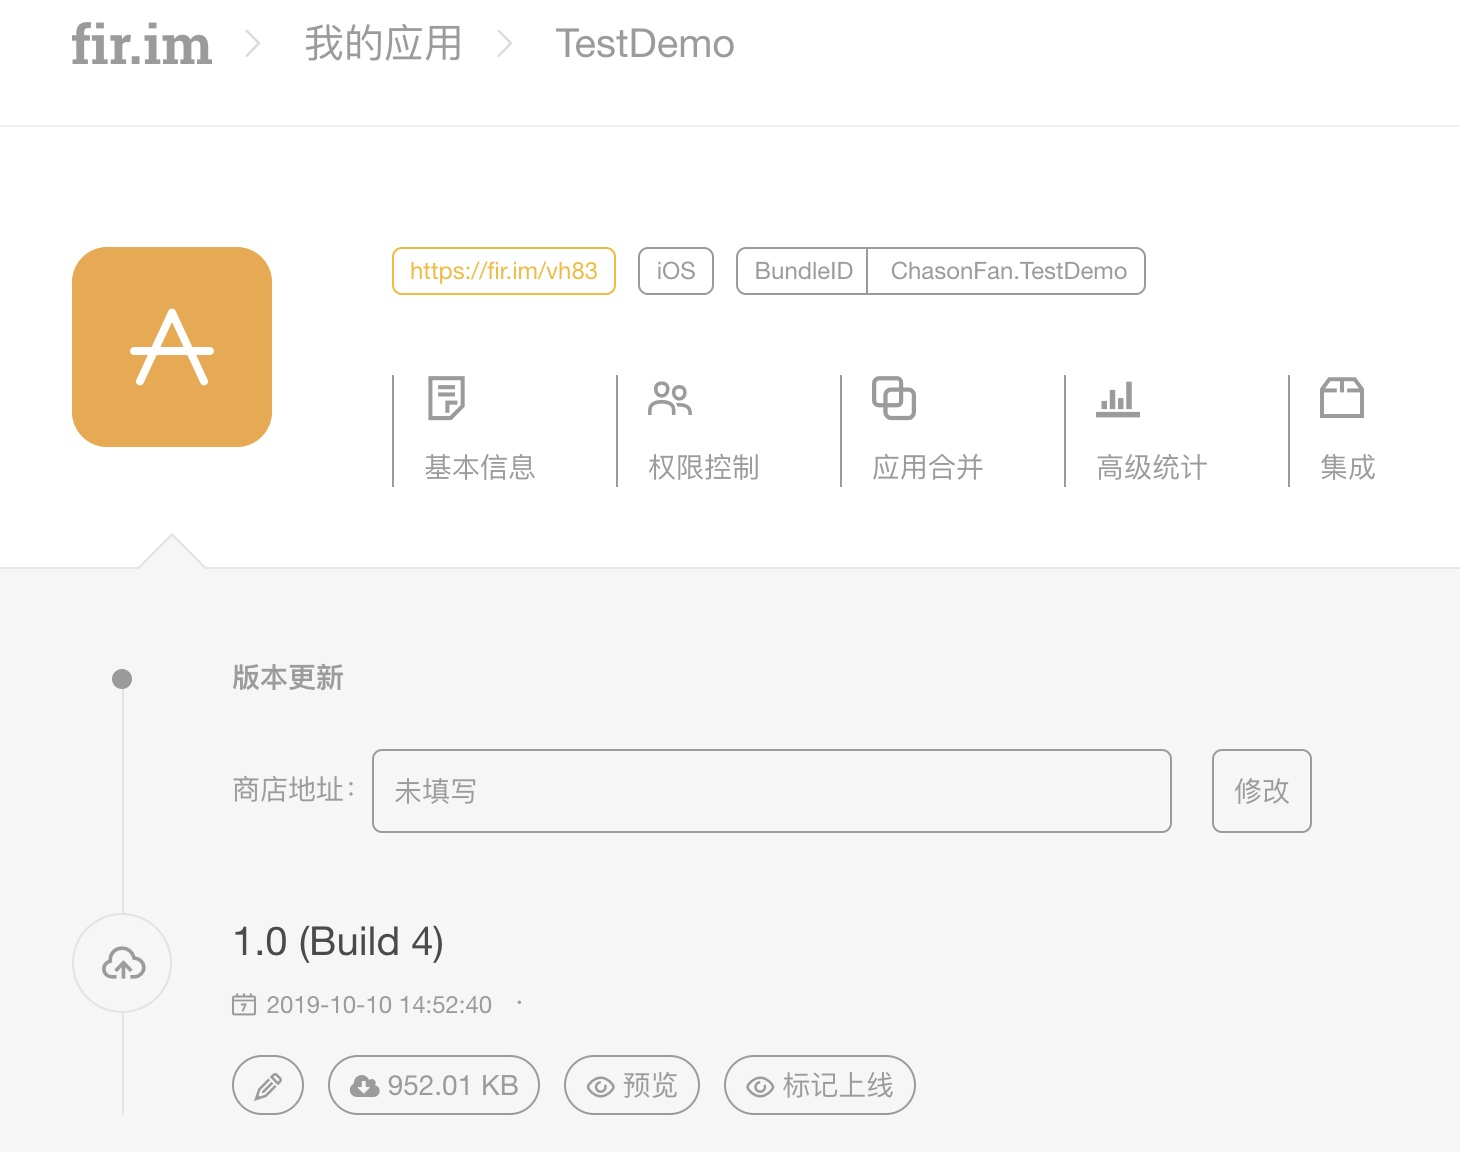 fir.im > 我的应用 > TestDemo
https://fir.im/vh83 iOS BundleID ChasonFan.TestDemo
基本信息 权限控制 应用合并 高级统计 集成
版本更新
商店地址： 未填写 修改
1.0 (Build 4)
7 2019-10-10 14:52:40 ·
952.01 KB 预览 标记上线